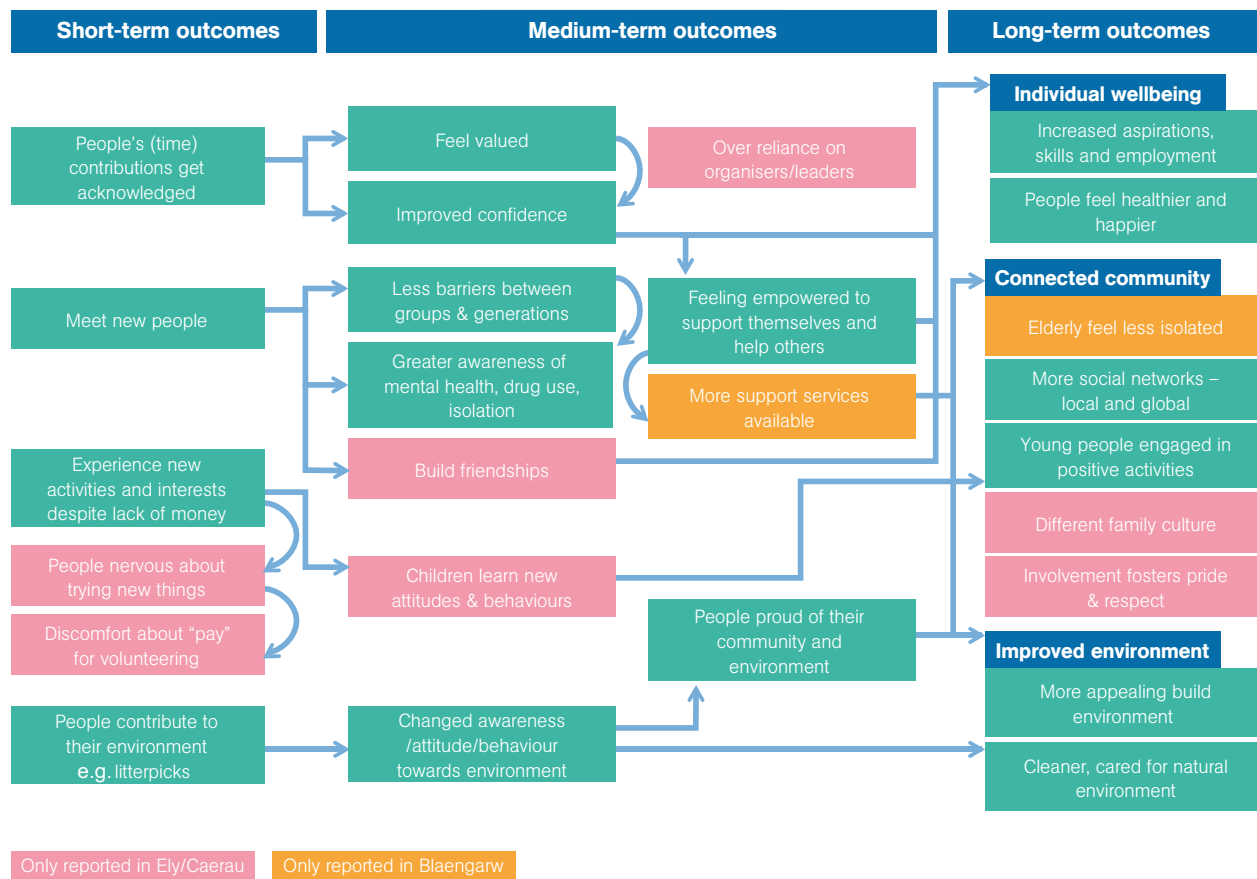 Short-term outcomes
Medium-term outcomes
Long-term outcomes
People's (time)
contributions get
acknowledged
Meet new people
Experience new
activities and interests
despite lack of money
People nervous about
trying new things
Discomfort about “pay”
for volunteering
People contribute to
their environment
e.g. litterpicks
Feel valued
Improved confidence
Less barriers between
groups & generations
Greater awareness of
mental health, drug use,
isolation
Build friendships
Children learn new
attitudes & behaviours
Changed awareness
/attitude/behaviour
towards environment
Over reliance on
organisers/leaders
Feeling empowered to
support themselves and
help others
More support services
available
People proud of their
community and
environment
Individual wellbeing
Increased aspirations,
skills and employment
People feel healthier and
happier
Connected community
Elderly feel less isolated
More social networks –
local and global
Young people engaged in
positive activities
Different family culture
Involvement fosters pride
& respect
Improved environment
More appealing build
environment
Cleaner, cared for natural
environment
Only reported in Ely/Caerau
Only reported in Blaengarw